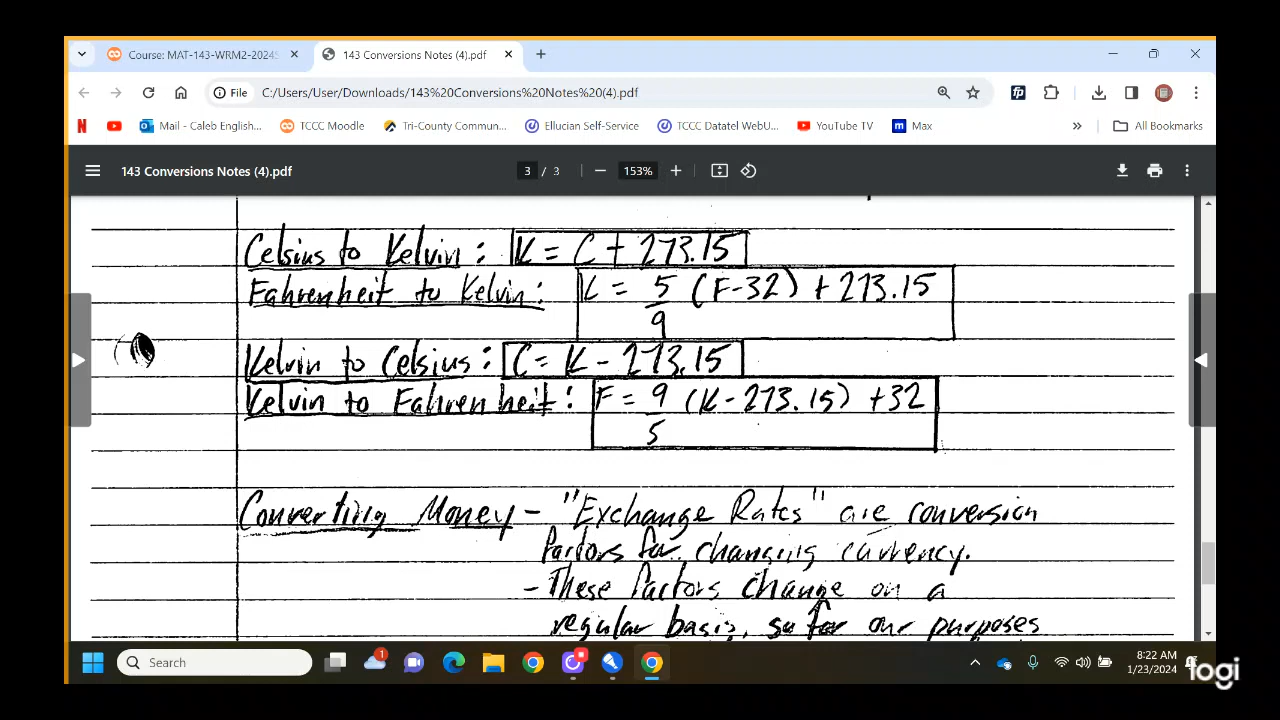 Course: MAT-143-WRM2-2024S
143 Conversions Notes (4).pdf
File
C:/Users/User/Downloads/143%20Conversions%20Notes%20(4).pdf
Mail - Caleb English...
TCCC Moodle
Tri-County Commun...
Ellucian Self-Service
TCCC Datatel WebU...
YouTube TV
Max
All Bookmarks
143 Conversions Notes (4).pdf
3 / 3
153%
Celsius to Kelvin: K = C + 273.15
Fahrenheit to Kelvin: K = 5/9 (F-32) + 273.15
Kelvin to Celsius: C = K - 273.15
Kelvin to Fahrenheit: F = 9/5 (K-273.15) +32
Converting Money - "Exchange Rates" are conversion
factors for changing currency.
- These factors change on a
regular basis, so for our purposes
Search
1
8:22 AM
1/23/2024
logi